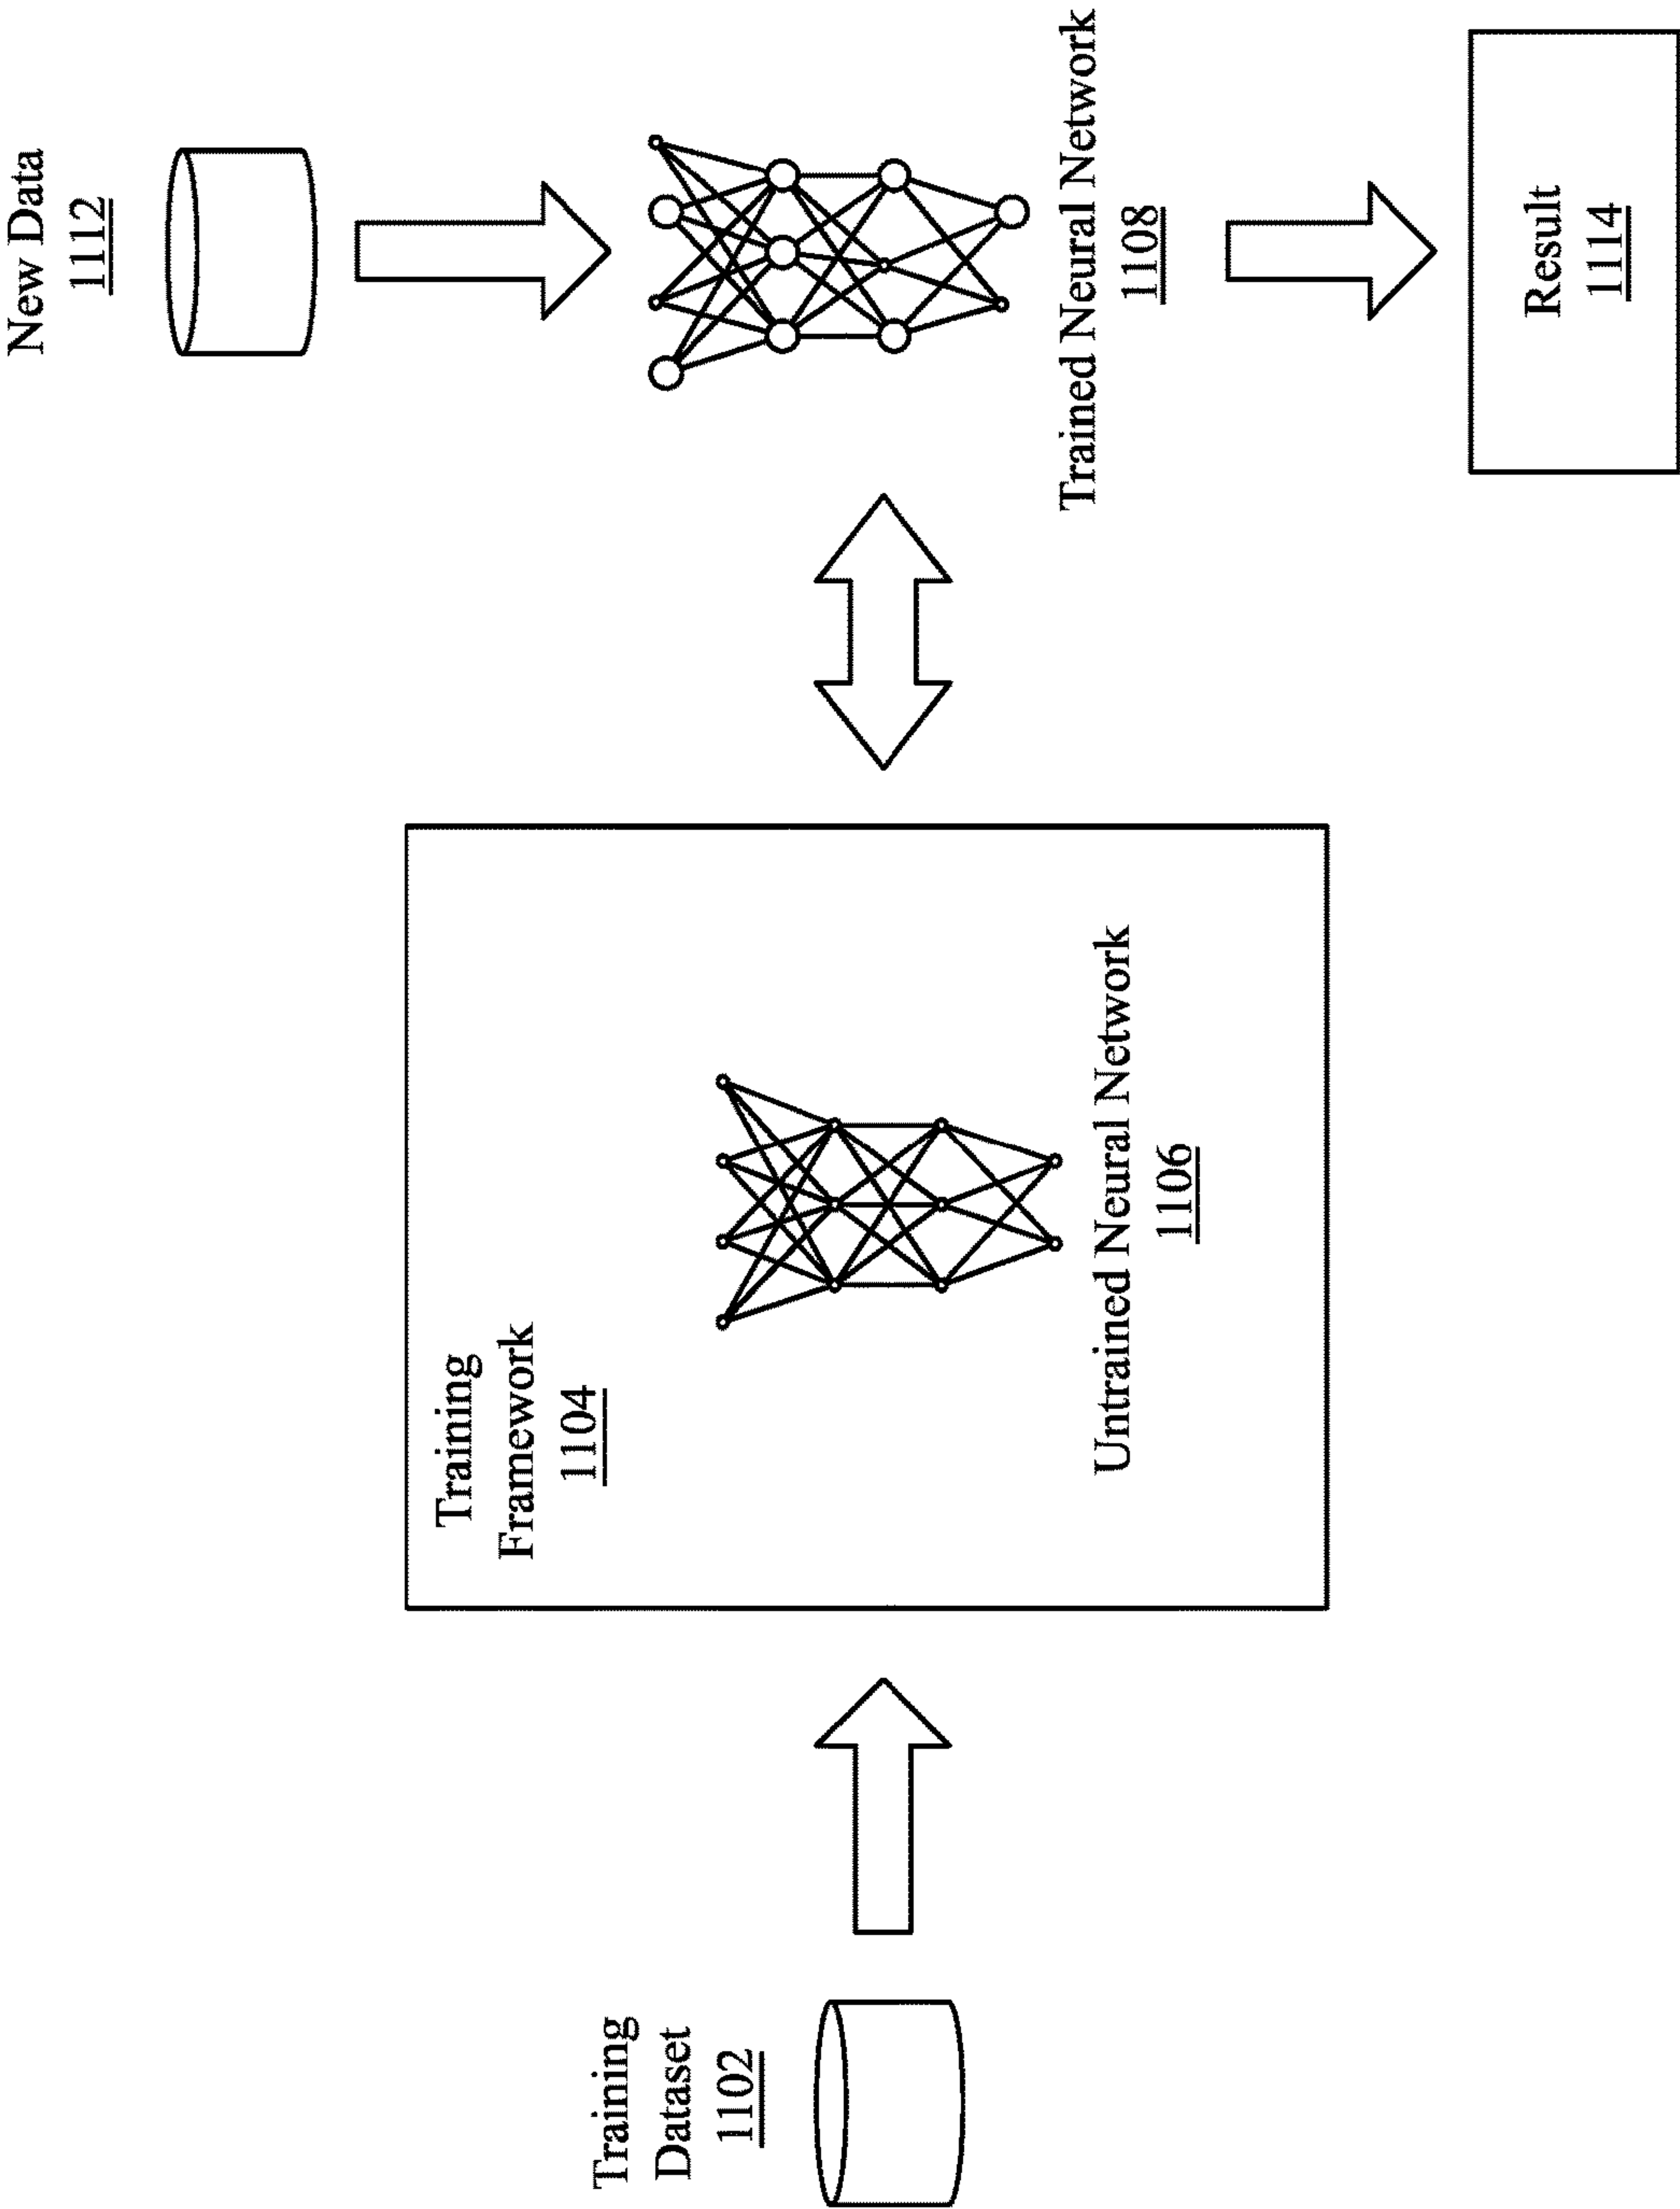 Training
Dataset
1102
Training
Framework
1104
Untrained Neural Network
1106
New Data
1112
Trained Neural Network
1108
Result
1114